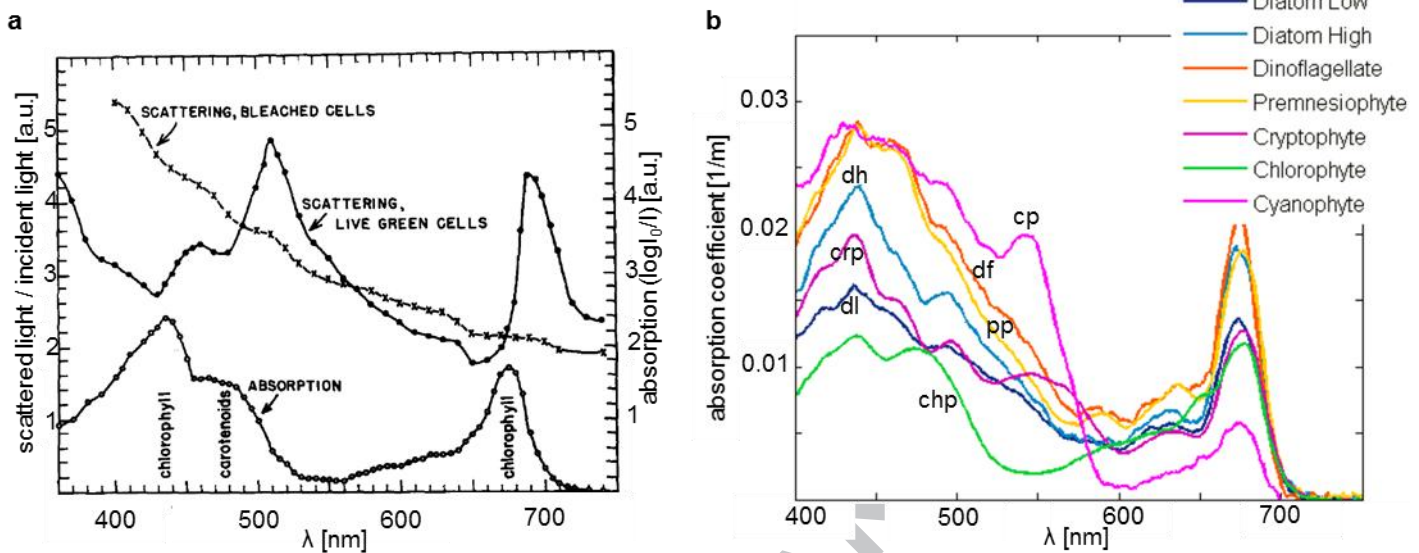 a
scattered light / incident light [a.u.]
5
4
3
2
1
SCATTERING, BLEACHED CELLS
SCATTERING,
LIVE GREEN CELLS
ABSORPTION
chlorophyll
carotenoids
chlorophyll
5
4
3
2
1
absorption (logI0/I) [a.u.]
400
500
600
700
λ [nm]
b
absorption coefficient [1/m]
0.03
0.02
0.01
Diatom Low
Diatom High
Dinoflagellate
Premnesiophyte
Cryptophyte
Chlorophyte
Cyanophyte
dh
cp
crp
df
dl
pp
chp
400
500
600
700
λ [nm]